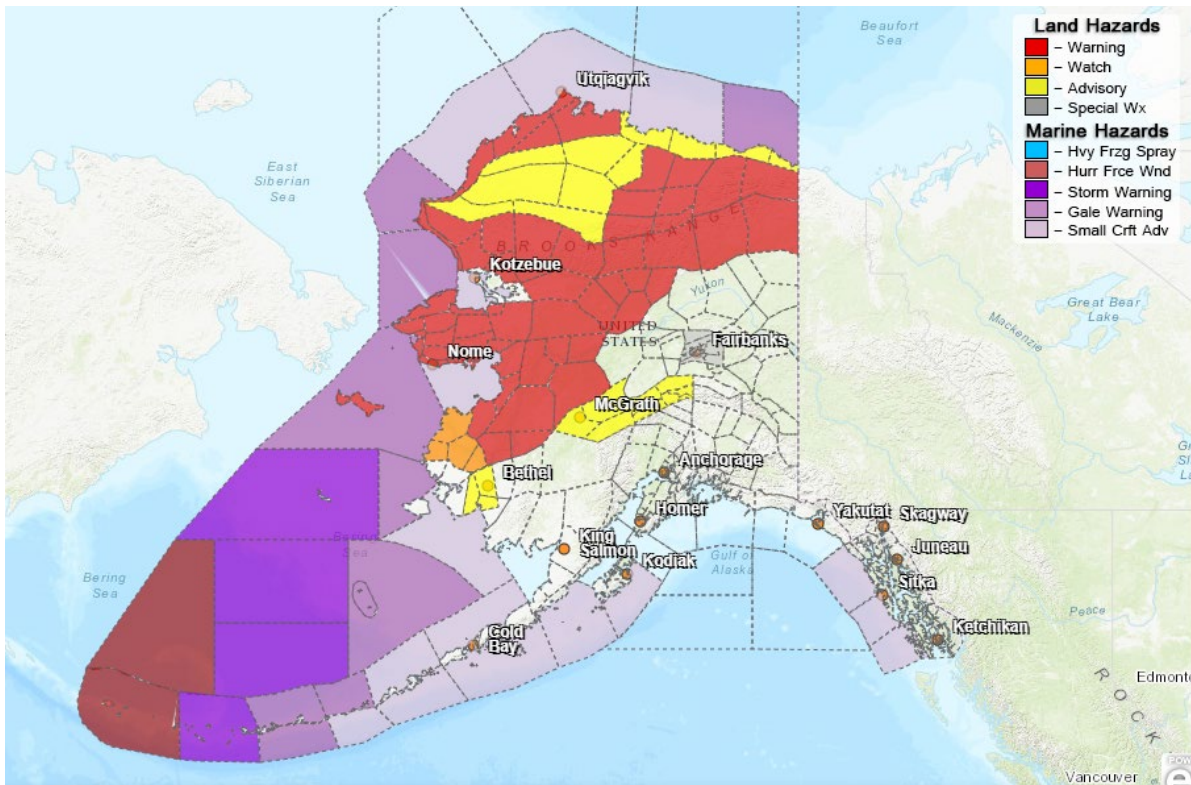 Land Hazards
– Warning
– Watch
– Advisory
– Special Wx
Marine Hazards
– Hvy Frzg Spray
– Hurr Frce Wnd
– Storm Warning
– Gale Warning
– Small Crft Adv
Beaufort
Sea
Utqiagvik
East
Siberian
Sea
BROOKS RANGE
Kotzebue
Yukon
Great Bear
Lake
Mackenzie
UNITED
STATES
Fairbanks
Nome
McGrath
Anchorage
Bethel
Homer
Yakutat
Skagway
King
Salmon
Juneau
Kodiak
Gulf of
Alaska
Bering
Sea
Sitka
Peace
Ketchikan
Cold
Bay
Edmont
ROCK
Vancouver
POW